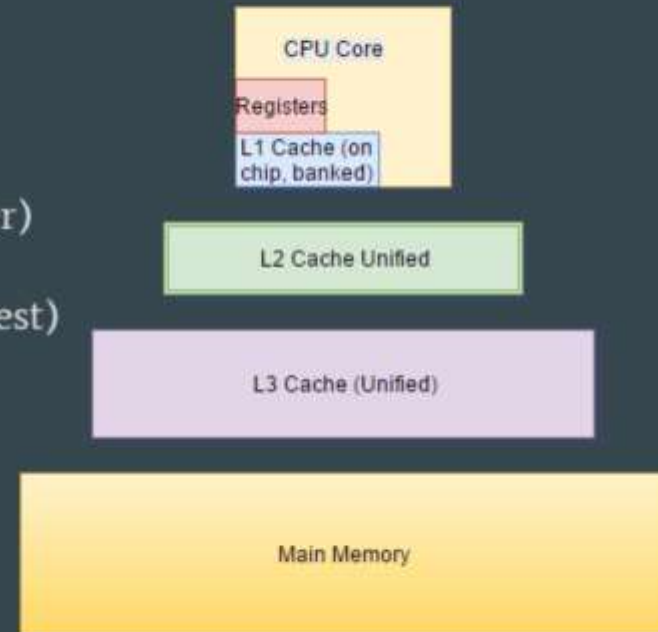 CPU Core
Registers
L1 Cache (on
chip, banked)
r)
L2 Cache Unified
est)
L3 Cache (Unified)
Main Memory